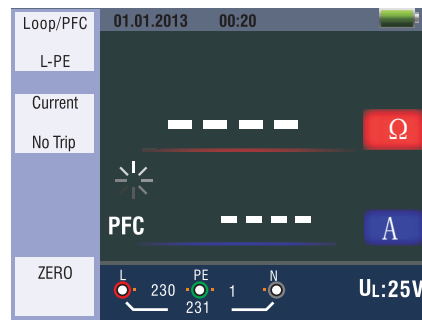 Loop/PFC
L-PE
01.01.2013 00:20
Current
No Trip
– – – –
Ω
PFC
– – – –
A
ZERO
L PE N
230 1
231
UL:25V